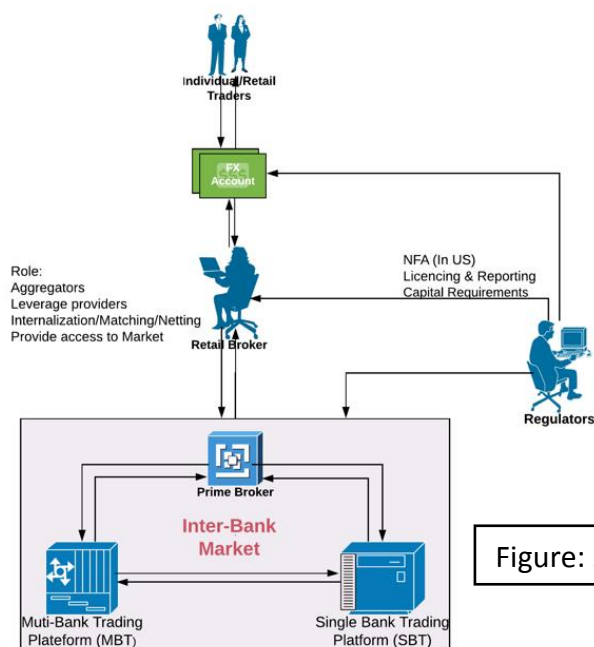 Individual/Retail
Traders
FX
$$$
Account
Role:
Aggregators
Leverage providers
Internalization/Matching/Netting
Provide access to Market
Retail Broker
NFA (In US)
Licencing & Reporting
Capital Requirements
Regulators
Prime Broker
Inter-Bank
Market
Muti-Bank Trading
Plateform (MBT)
Single Bank Trading
Platform (SBT)
Figure: